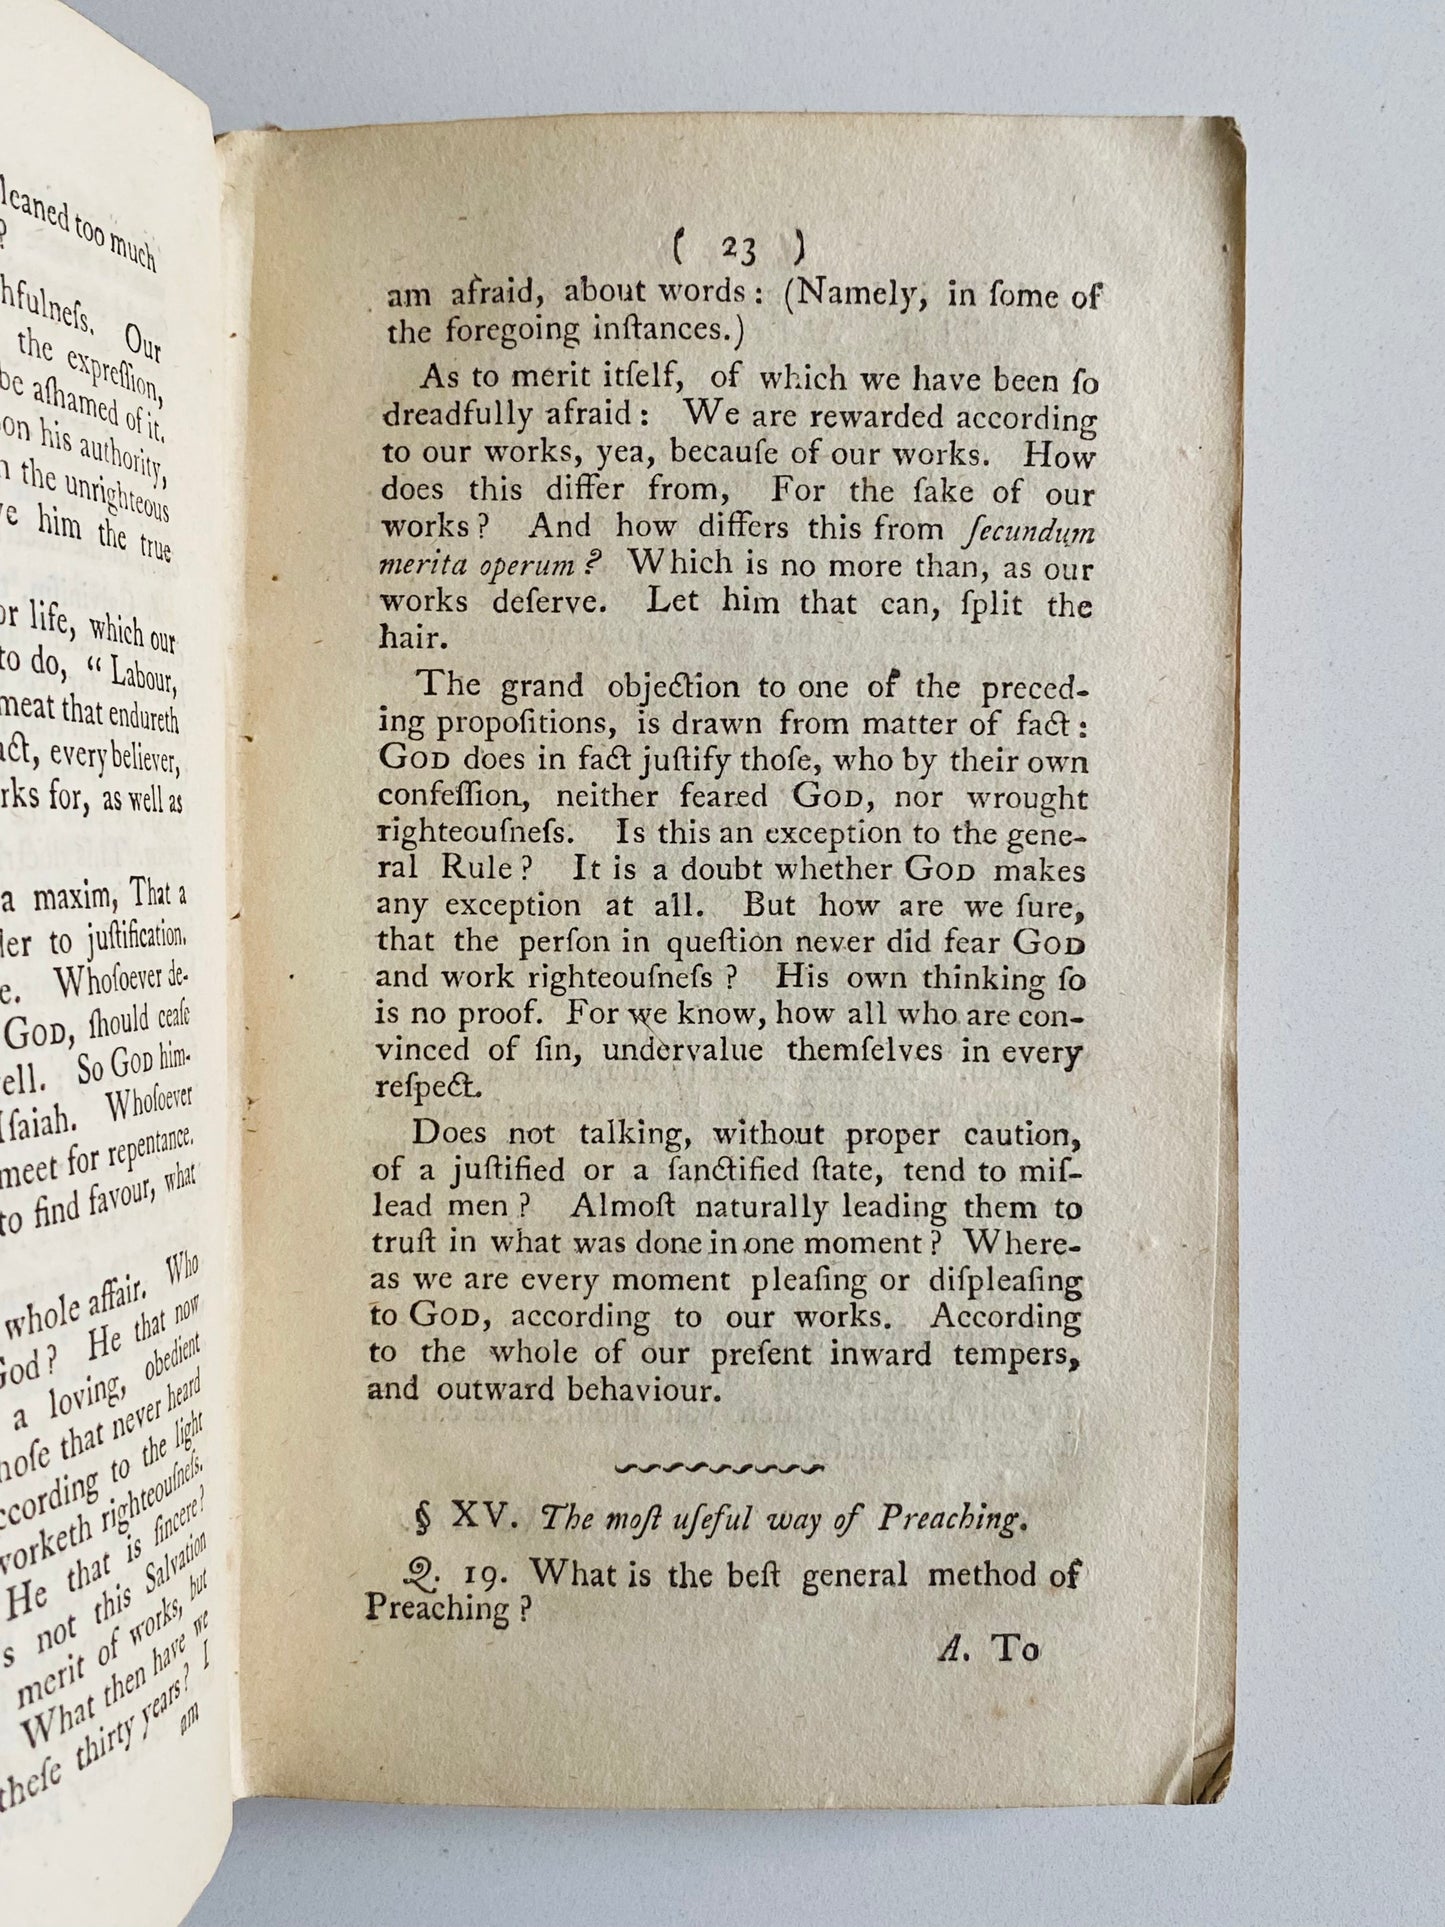 leaned too much
?
hfulneſs. Our
the expreſſion,
be aſhamed of it.
on his authority,
the unrighteous
him the true
or life, which our
to do, “ Labour,
meat that endureth
every believer,
rks for, as well as
a maxim, That a
to juſtification.
Whoſoever de-
GOD, ſhould ceaſe
ell. So GOD him-
Iſaiah. Whoſoever
meet for repentance.
to find favour, what
whole affair. Who
God? He that now
a loving, obedient
hoſe that never heard
ccording to the light
worketh righteouſneſs.
He that is ſincere?
s not this Salvation
merit of works, but
What then have we
theſe thirty years? I
am
( 23 )
am afraid, about words: (Namely, in ſome of
the foregoing inſtances.)
As to merit itſelf, of which we have been ſo
dreadfully afraid: We are rewarded according
to our works, yea, becauſe of our works. How
does this differ from, For the ſake of our
works? And how differs this from ſecundum
merita operum? Which is no more than, as our
works deſerve. Let him that can, ſplit the
hair.
The grand objection to one of the preced-
ing propoſitions, is drawn from matter of fact:
GOD does in fact juſtify thoſe, who by their own
confeſſion, neither feared GOD, nor wrought
righteouſneſs. Is this an exception to the gene-
ral Rule? It is a doubt whether GOD makes
any exception at all. But how are we ſure,
that the perſon in queſtion never did fear GOD
and work righteouſneſs? His own thinking ſo
is no proof. For we know, how all who are con-
vinced of ſin, undervalue themſelves in every
reſpect.
Does not talking, without proper caution,
of a juſtified or a ſanctified ſtate, tend to miſ-
lead men? Almoſt naturally leading them to
truſt in what was done in one moment? Where-
as we are every moment pleaſing or diſpleaſing
to GOD, according to our works. According
to the whole of our preſent inward tempers,
and outward behaviour.
§ XV. The moſt uſeful way of Preaching.
Q. 19. What is the beſt general method of
Preaching?
A. To